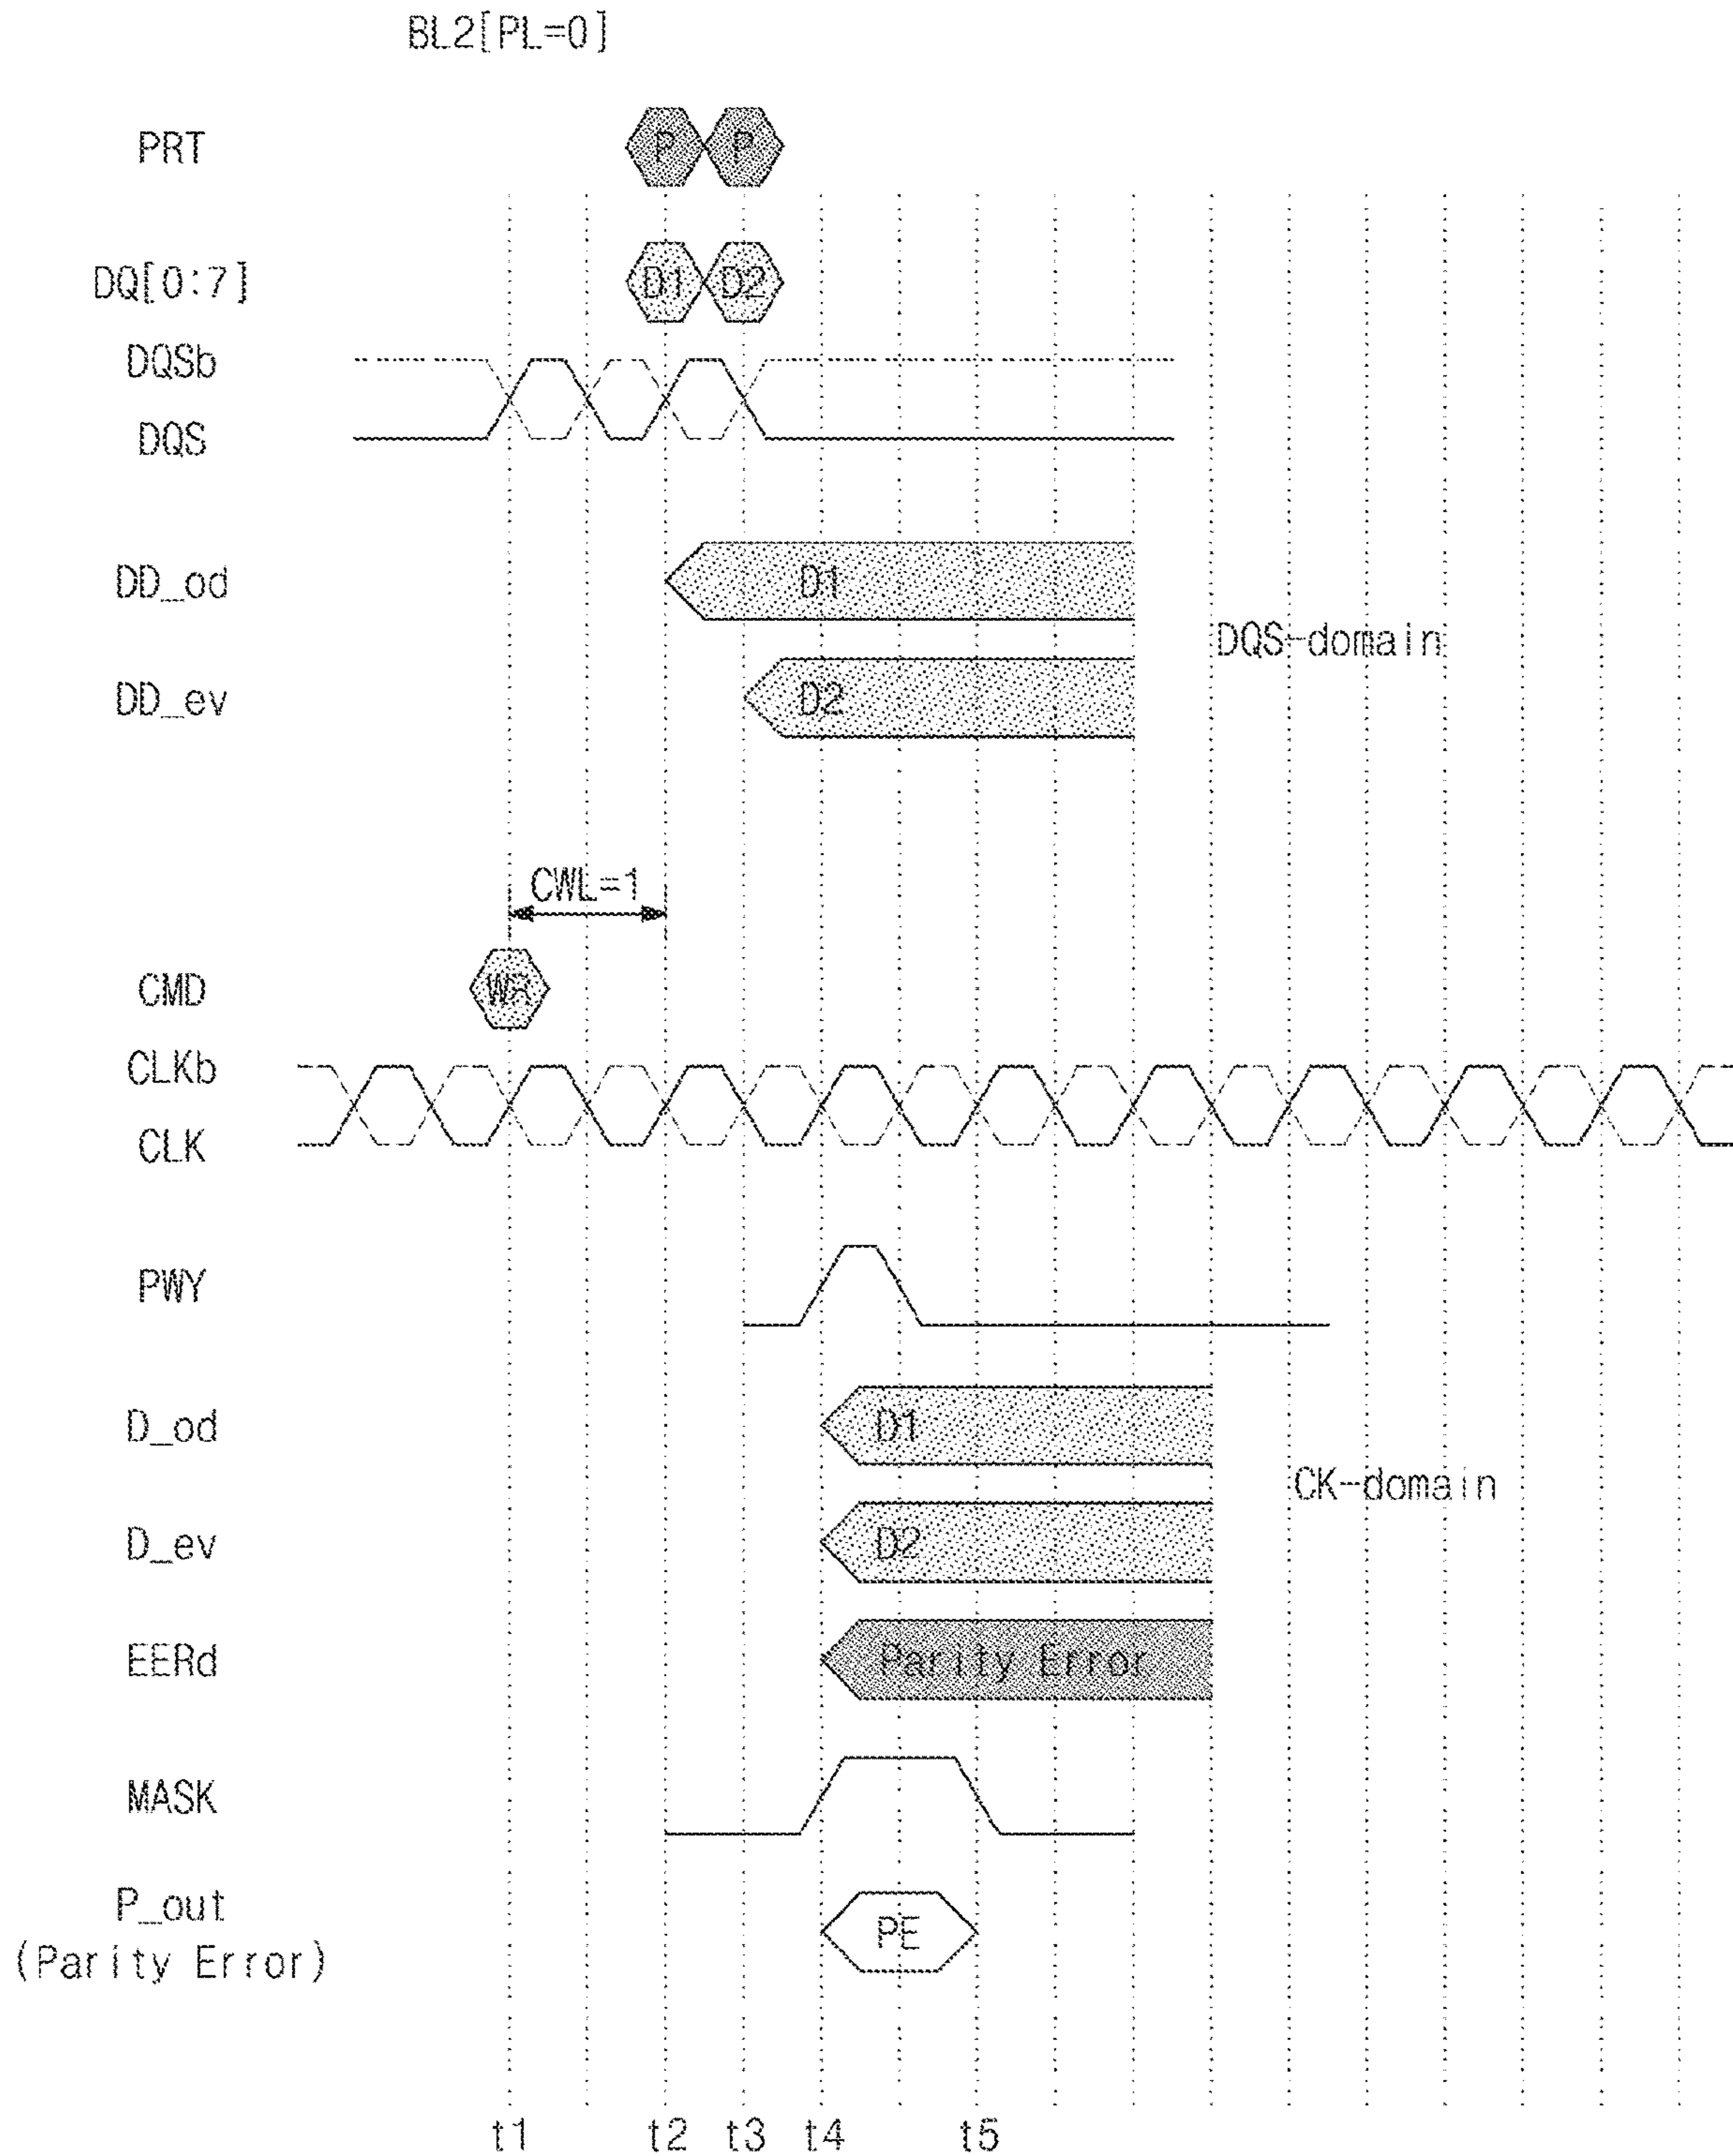 BL2[PL=0]
PRT P P
DQ[0:7] D1 D2
DQSb
DQS
DD_od D1
DQS-domain
DD_ev D2
CWL=1
CMD WR
CLKb
CLK
PWY
D_od D1
CK-domain
D_ev D2
EERd Parity Error
MASK
P_out PE
(Parity Error)
t1 t2 t3 t4 t5